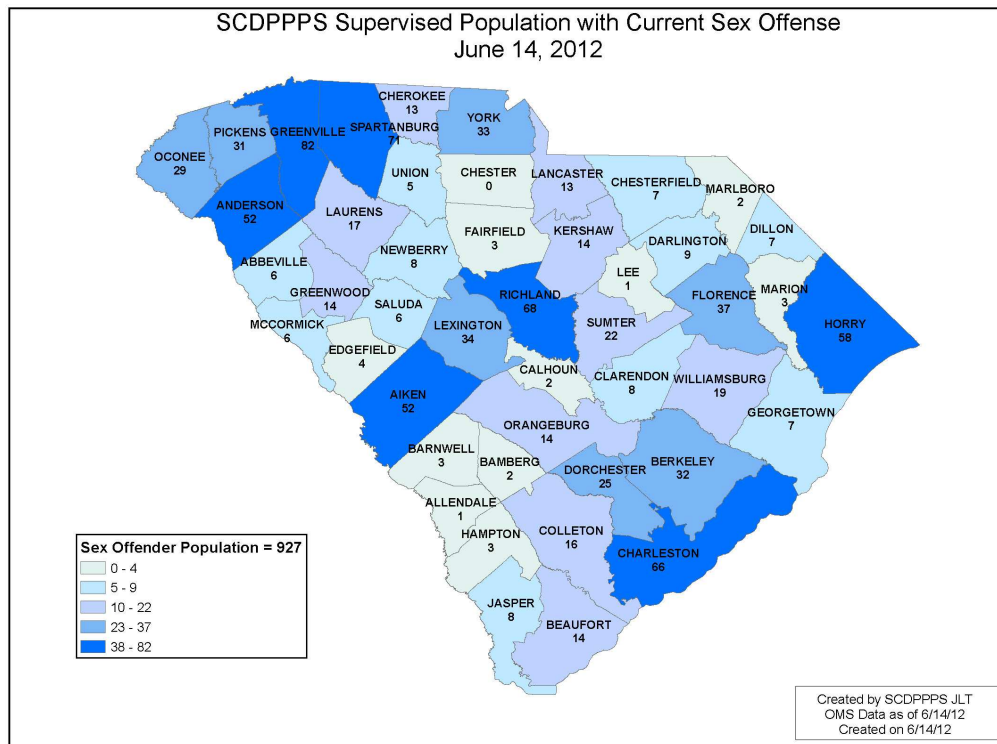 SCDPPPS Supervised Population with Current Sex Offense
June 14, 2012
CHEROKEE
13
YORK
33
SPARTANBURG
71
GREENVILLE
82
PICKENS
31
OCONEE
29
UNION
5
CHESTER
0
LANCASTER
13
CHESTERFIELD
7
MARLBORO
2
ANDERSON
52
LAURENS
17
FAIRFIELD
3
KERSHAW
14
DARLINGTON
9
DILLON
7
NEWBERRY
8
ABBEVILLE
6
GREENWOOD
14
SALUDA
6
RICHLAND
68
LEE
1
FLORENCE
37
MARION
3
HORRY
58
MCCORMICK
6
LEXINGTON
34
SUMTER
22
EDGEFIELD
4
CALHOUN
2
CLARENDON
8
WILLIAMSBURG
19
AIKEN
52
GEORGETOWN
7
ORANGEBURG
14
BARNWELL
3
BAMBERG
2
DORCHESTER
25
BERKELEY
32
ALLENDALE
1
HAMPTON
3
COLLETON
16
CHARLESTON
66
JASPER
8
BEAUFORT
14
Sex Offender Population = 927
0 - 4
5 - 9
10 - 22
23 - 37
38 - 82
Created by SCDPPPS JLT
OMS Data as of 6/14/12
Created on 6/14/12